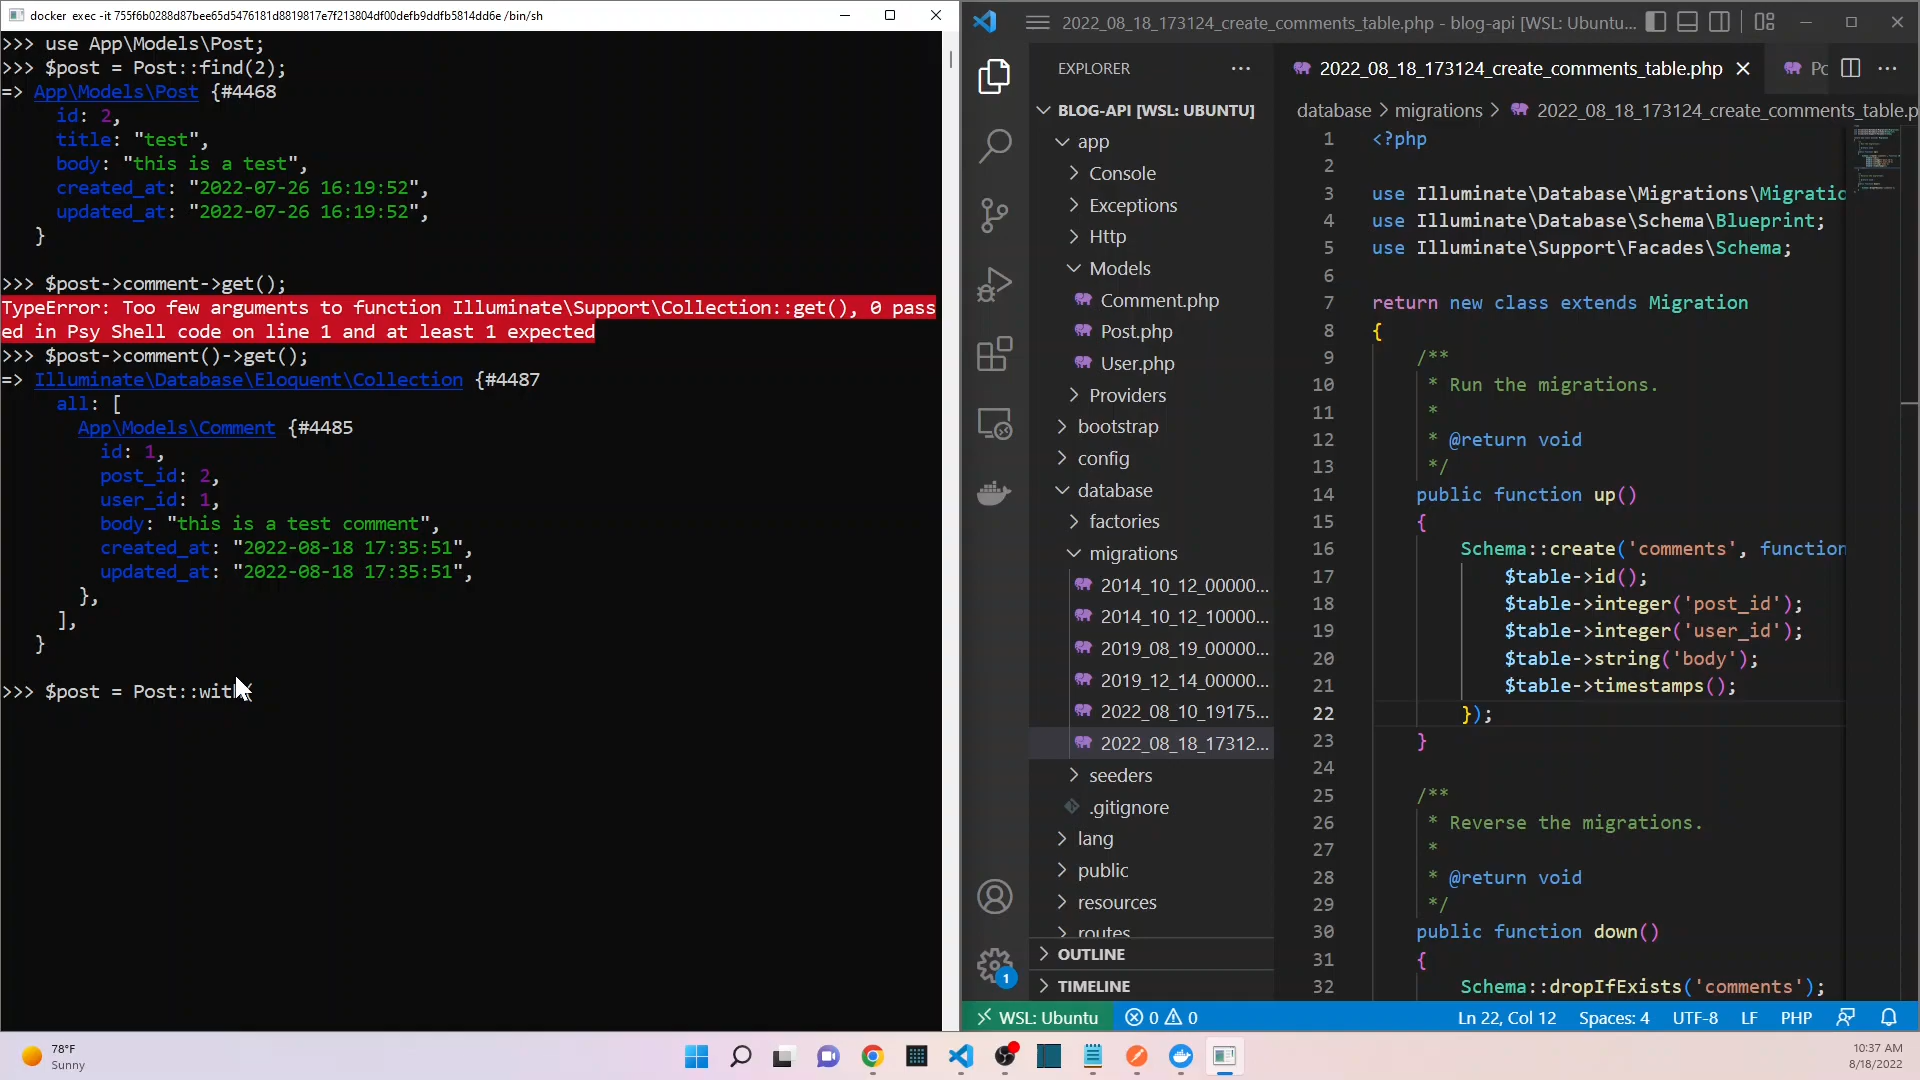 docker exec -it 755f6b0288d87bee65d5476181d8819817e7f213804df00defb9ddfb5814dd6e /bin/sh
>>> use App\Models\Post;
>>> $post = Post::find(2);
=> App\Models\Post {#4468
id: 2,
title: "test",
body: "this is a test",
created_at: "2022-07-26 16:19:52",
updated_at: "2022-07-26 16:19:52",
}
>>> $post->comment->get();
TypeError: Too few arguments to function Illuminate\Support\Collection::get(), 0 pass
ed in Psy Shell code on line 1 and at least 1 expected
>>> $post->comment()->get();
=> Illuminate\Database\Eloquent\Collection {#4487
all: [
App\Models\Comment {#4485
id: 1,
post_id: 2,
user_id: 1,
body: "this is a test comment",
created_at: "2022-08-18 17:35:51",
updated_at: "2022-08-18 17:35:51",
},
],
}
>>> $post = Post::with(
2022_08_18_173124_create_comments_table.php - blog-api [WSL: Ubuntu...
EXPLORER
BLOG-API [WSL: UBUNTU]
app
Console
Exceptions
Http
Models
Comment.php
Post.php
User.php
Providers
bootstrap
config
database
factories
migrations
2014_10_12_00000...
2014_10_12_10000...
2019_08_19_00000...
2019_12_14_00000...
2022_08_10_19175...
2022_08_18_17312...
seeders
.gitignore
lang
public
resources
routes
OUTLINE
TIMELINE
1
2022_08_18_173124_create_comments_table.php
Po
database > migrations > 2022_08_18_173124_create_comments_table.p
1 <?php
2
3 use Illuminate\Database\Migrations\Migratio
4 use Illuminate\Database\Schema\Blueprint;
5 use Illuminate\Support\Facades\Schema;
6
7 return new class extends Migration
8 {
9 /**
10 * Run the migrations.
11 *
12 * @return void
13 */
14 public function up()
15 {
16 Schema::create('comments', function
17 $table->id();
18 $table->integer('post_id');
19 $table->integer('user_id');
20 $table->string('body');
21 $table->timestamps();
22 });
23 }
24
25 /**
26 * Reverse the migrations.
27 *
28 * @return void
29 */
30 public function down()
31 {
32 Schema::dropIfExists('comments');
WSL: Ubuntu 0 0 Ln 22, Col 12 Spaces: 4 UTF-8 LF PHP
78°F
Sunny
10:37 AM
8/18/2022